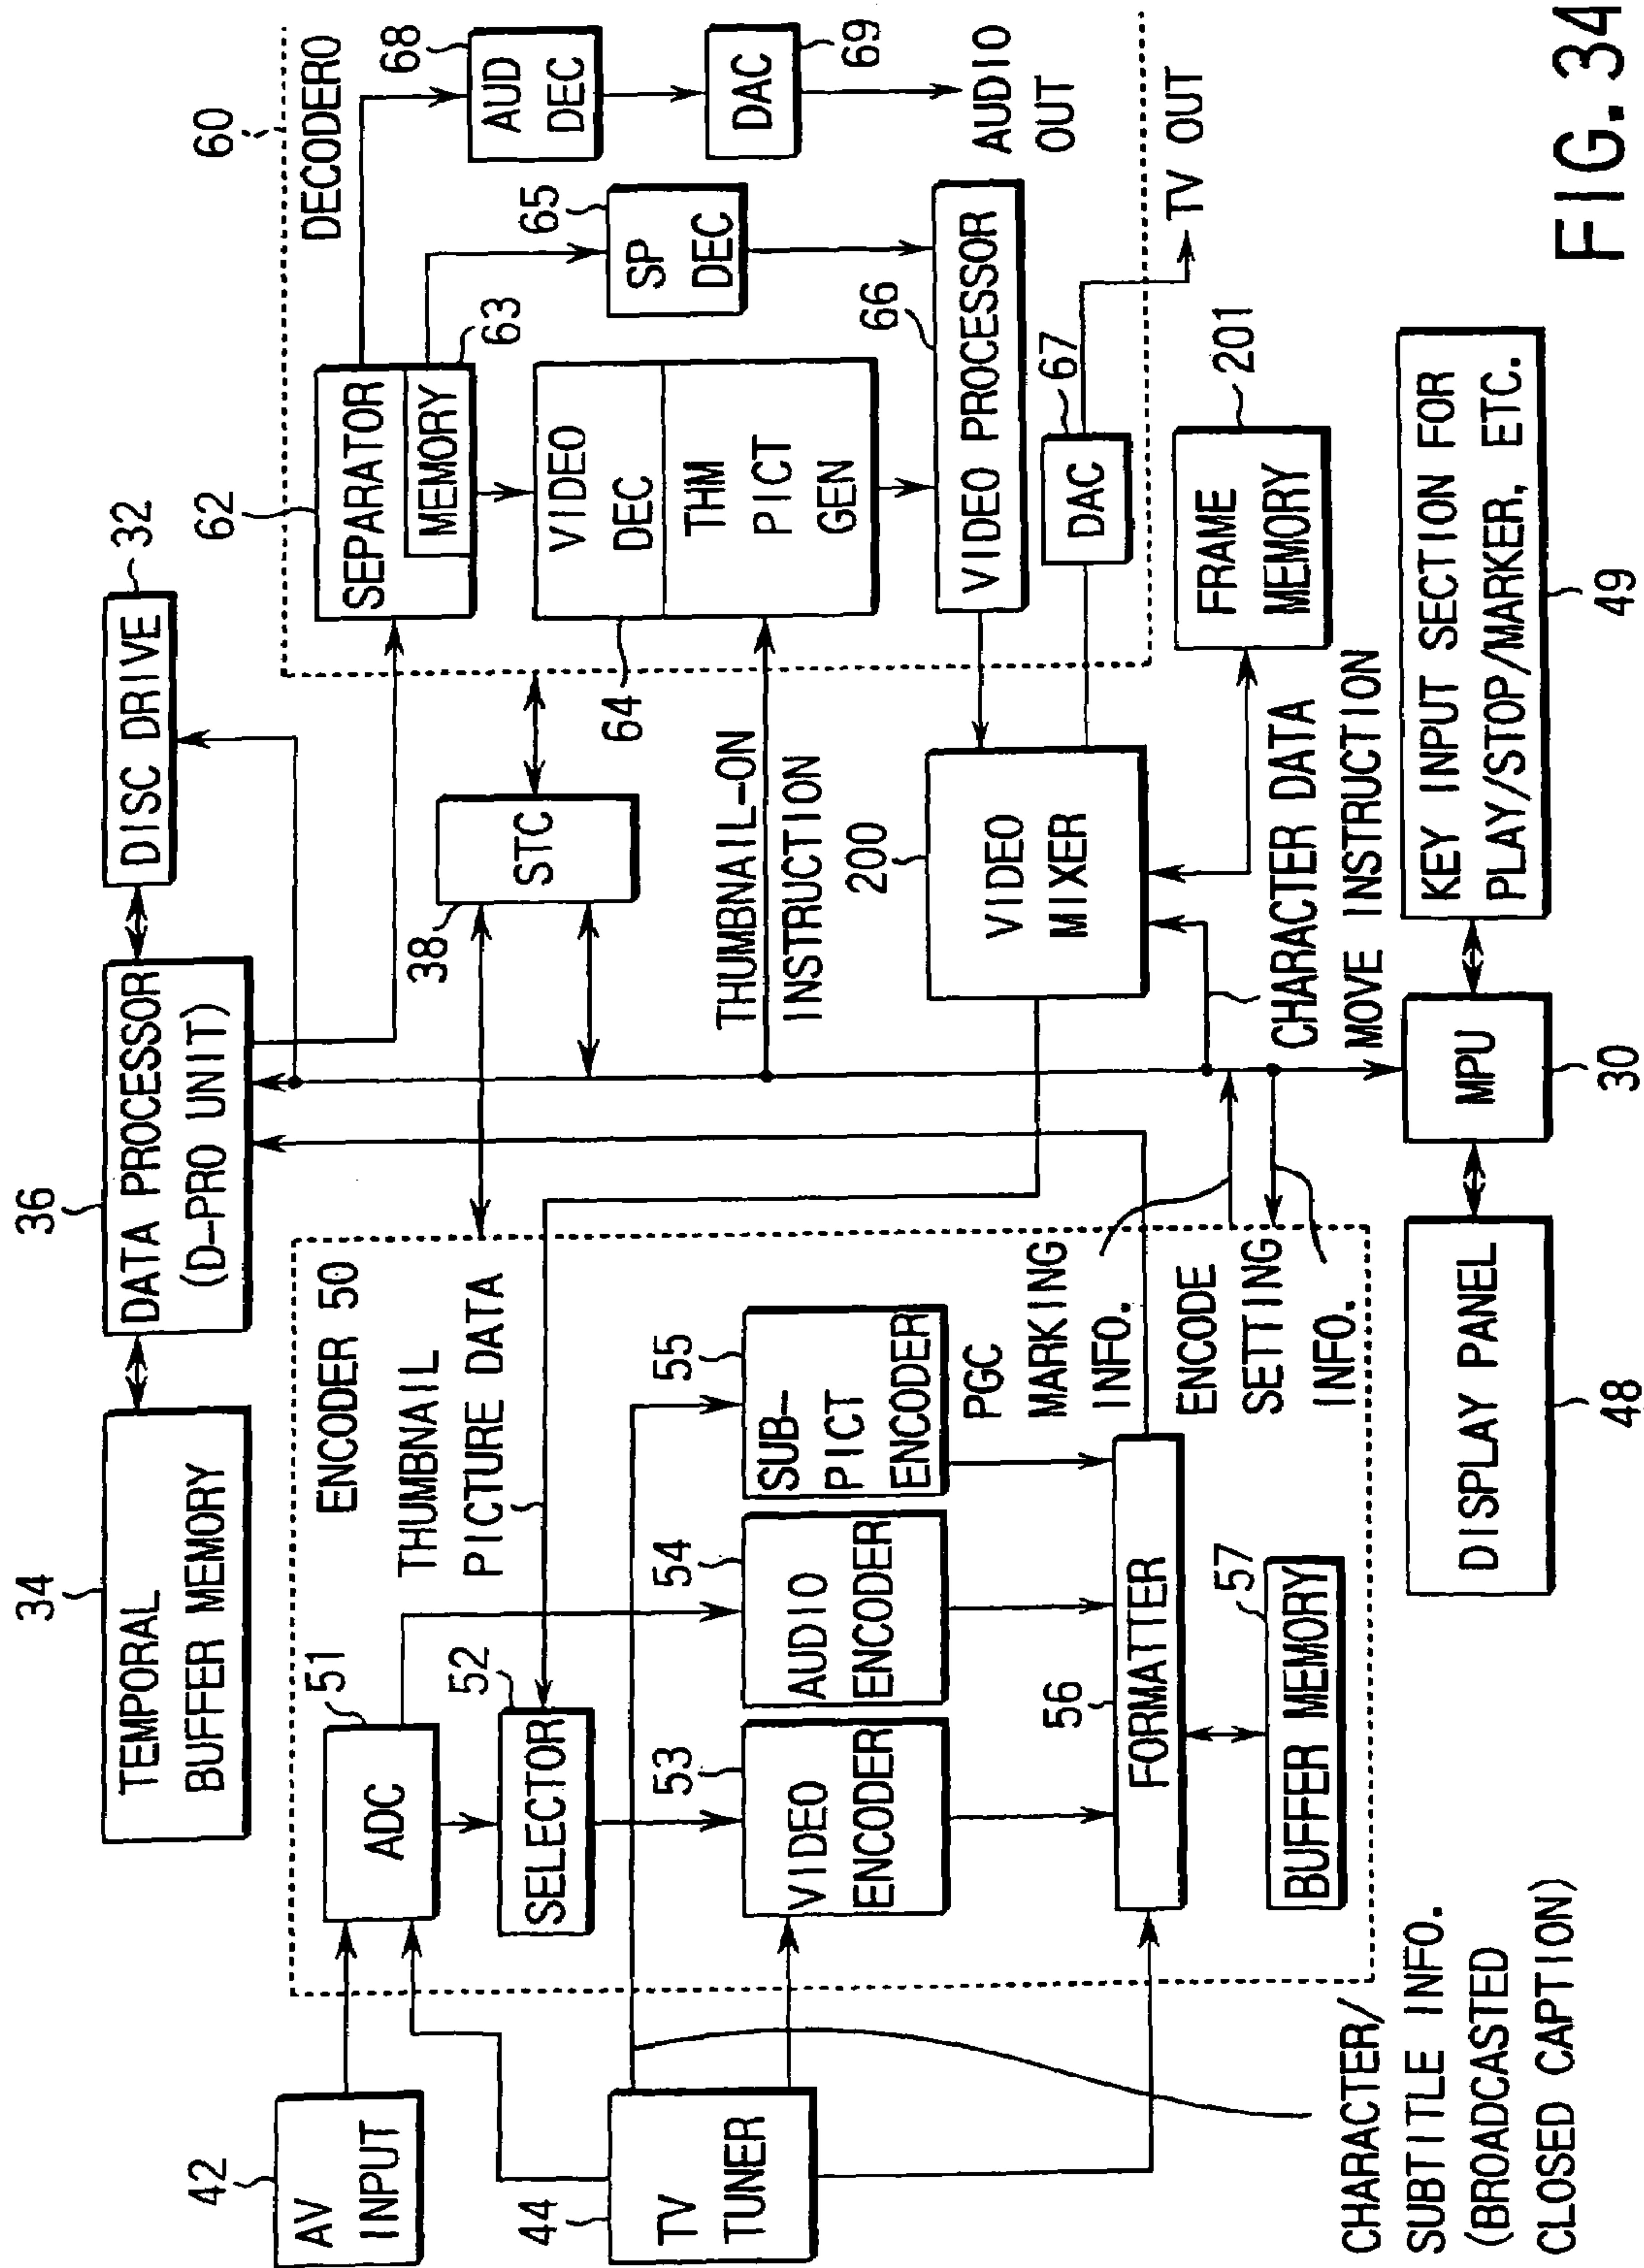 34
TEMPORAL
BUFFER MEMORY
36
DATA PROCESSOR
(D-PRO UNIT)
32
DISC DRIVE
60
DECODERO
62
SEPARATOR
MEMORY
63
68
AUD
DEC
65
SP
DEC
DAC
69
VIDEO
DEC
THM
PICT
GEN
64
66
VIDEO PROCESSOR
AUDIO
OUT
67
DAC
TV OUT
38
STC
THUMBNAIL-ON
INSTRUCTION
200
VIDEO
MIXER
201
FRAME
MEMORY
CHARACTER DATA
MOVE INSTRUCTION
ENCODER 50
THUMBNAIL
PICTURE DATA
42
AV
INPUT
51
ADC
52
SELECTOR
44
TV
TUNER
53
VIDEO
ENCODER
54
AUDIO
ENCODER
55
SUB-
PICT
ENCODER
PGC
MARKING
INFO.
ENCODE
SETTING
INFO.
56
FORMATTER
57
BUFFER MEMORY
CHARACTER/
SUBTITLE INFO.
(BROADCASTED
CLOSED CAPTION)
DISPLAY PANEL
48
MPU
30
KEY INPUT SECTION FOR
PLAY/STOP/MARKER, ETC.
49
FIG. 34